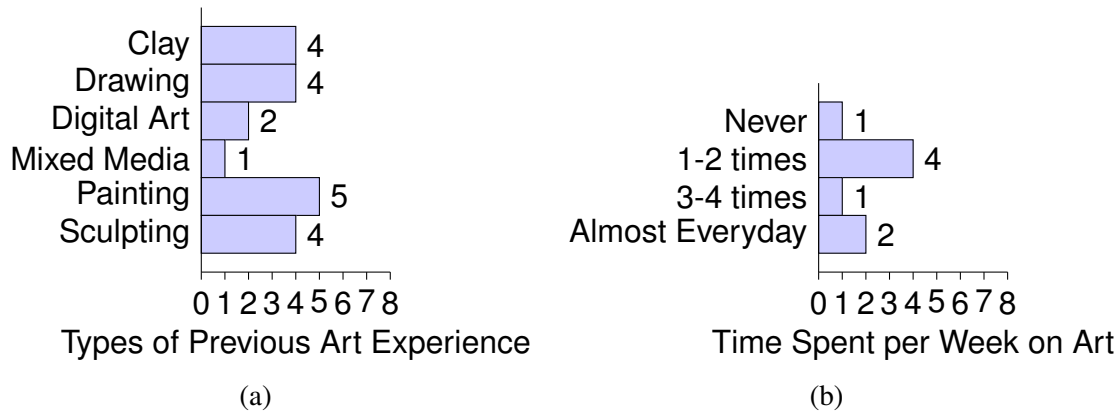 Clay 4
Drawing 4
Digital Art 2
Mixed Media 1
Painting 5
Sculpting 4
0 1 2 3 4 5 6 7 8
Types of Previous Art Experience
(a)
Never 1
1-2 times 4
3-4 times 1
Almost Everyday 2
0 1 2 3 4 5 6 7 8
Time Spent per Week on Art
(b)